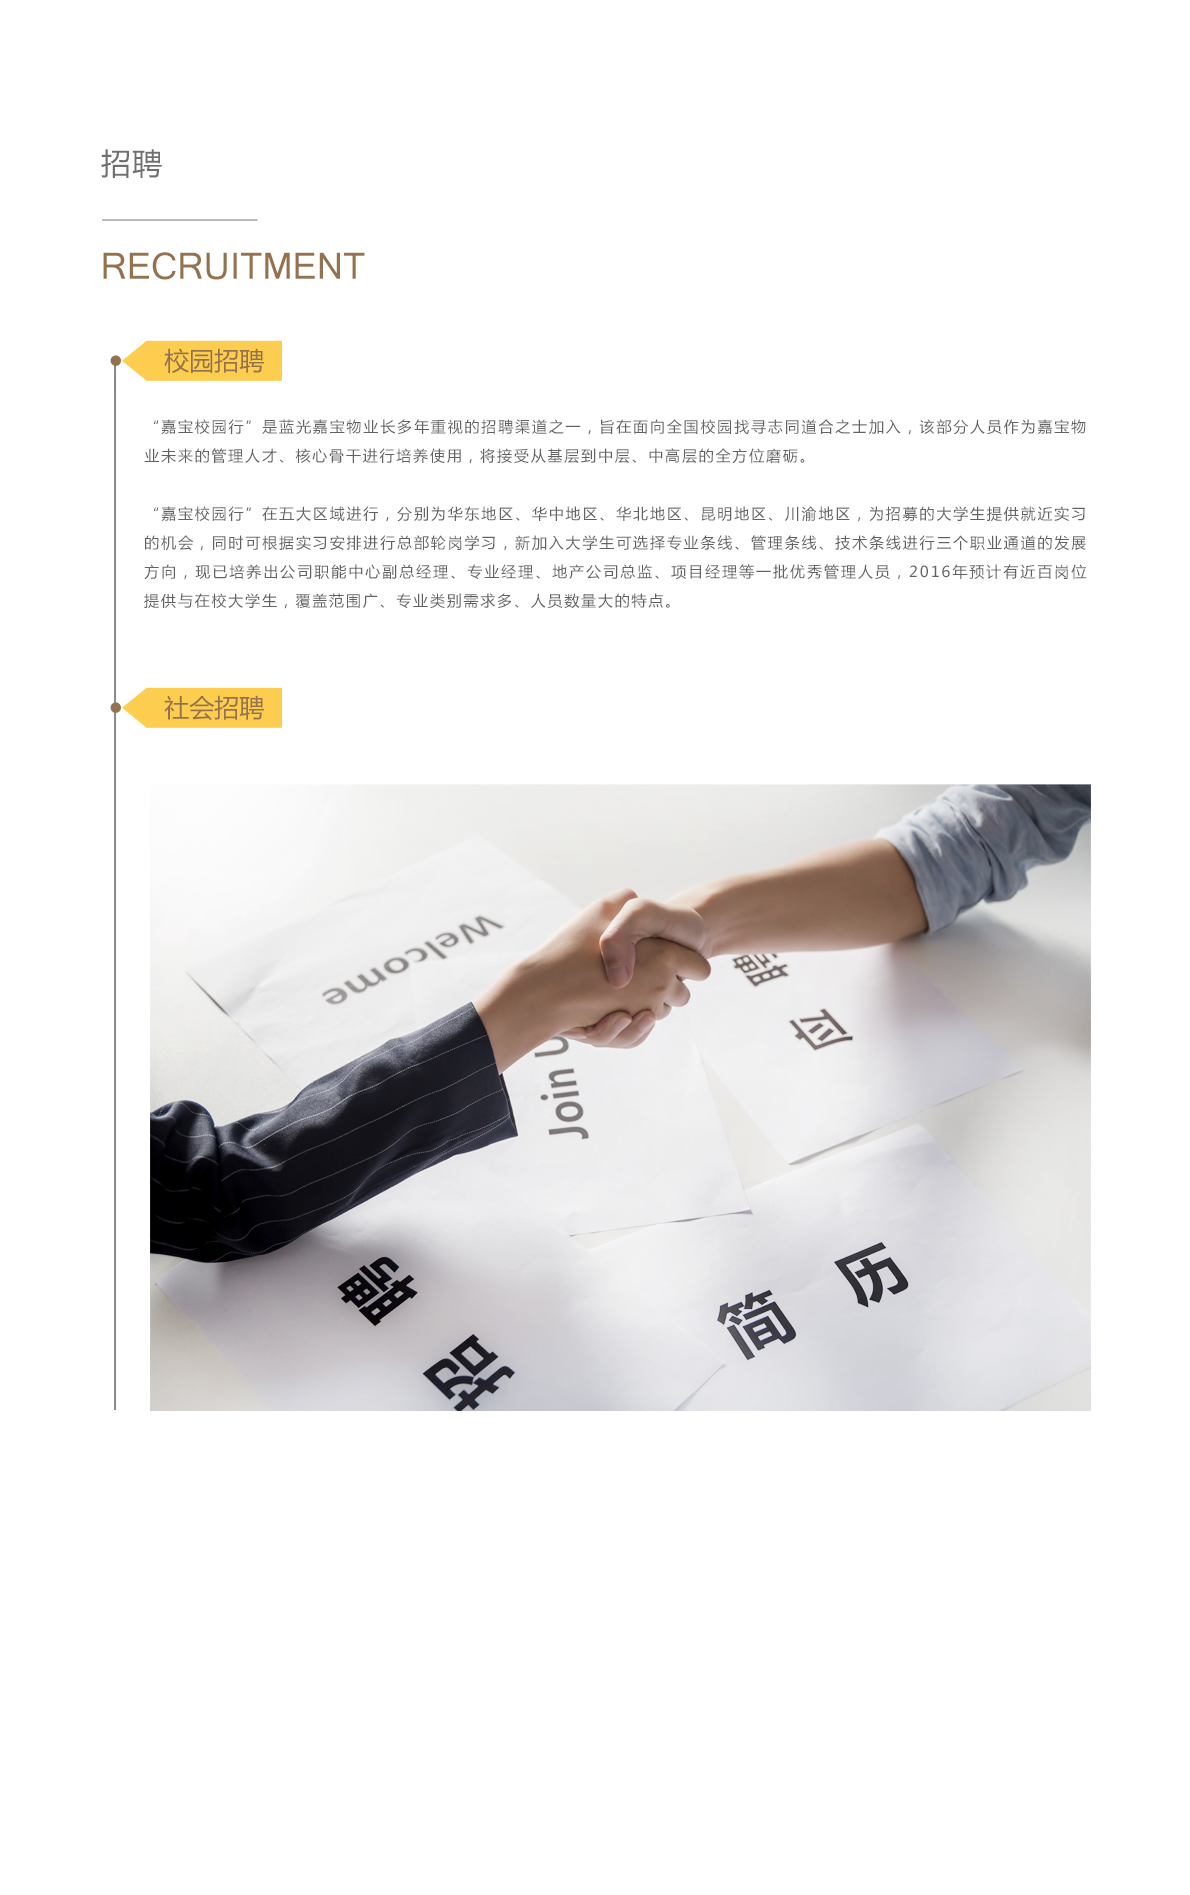 招聘
RECRUITMENT
校园招聘
“嘉宝校园行”是蓝光嘉宝物业长多年重视的招聘渠道之一，旨在面向全国校园找寻志同道合之士加入，该部分人员作为嘉宝物
业未来的管理人才、核心骨干进行培养使用，将接受从基层到中层、中高层的全方位磨砺。
“嘉宝校园行”在五大区域进行，分别为华东地区、华中地区、华北地区、昆明地区、川渝地区，为招募的大学生提供就近实习
的机会，同时可根据实习安排进行总部轮岗学习，新加入大学生可选择专业条线、管理条线、技术条线进行三个职业通道的发展
方向，现已培养出公司职能中心副总经理、专业经理、地产公司总监、项目经理等一批优秀管理人员，2016年预计有近百岗位
提供与在校大学生，覆盖范围广、专业类别需求多、人员数量大的特点。
社会招聘
Welcome
应聘
Join U
招聘
简历